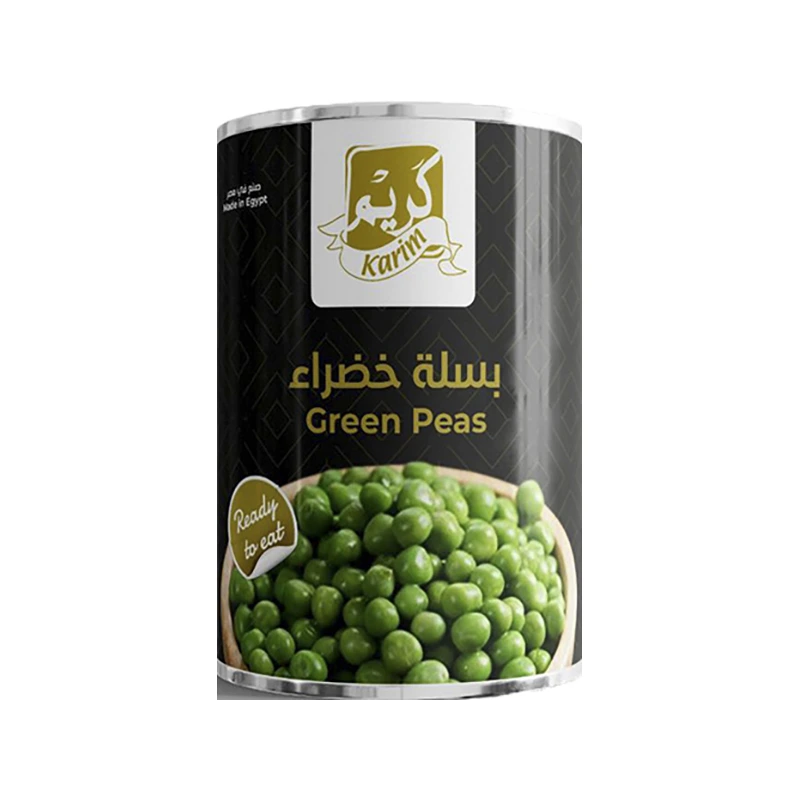 كريم
Karim
صنع في مصر
Made in Egypt
بسلة خضراء
Green Peas
Ready
to eat